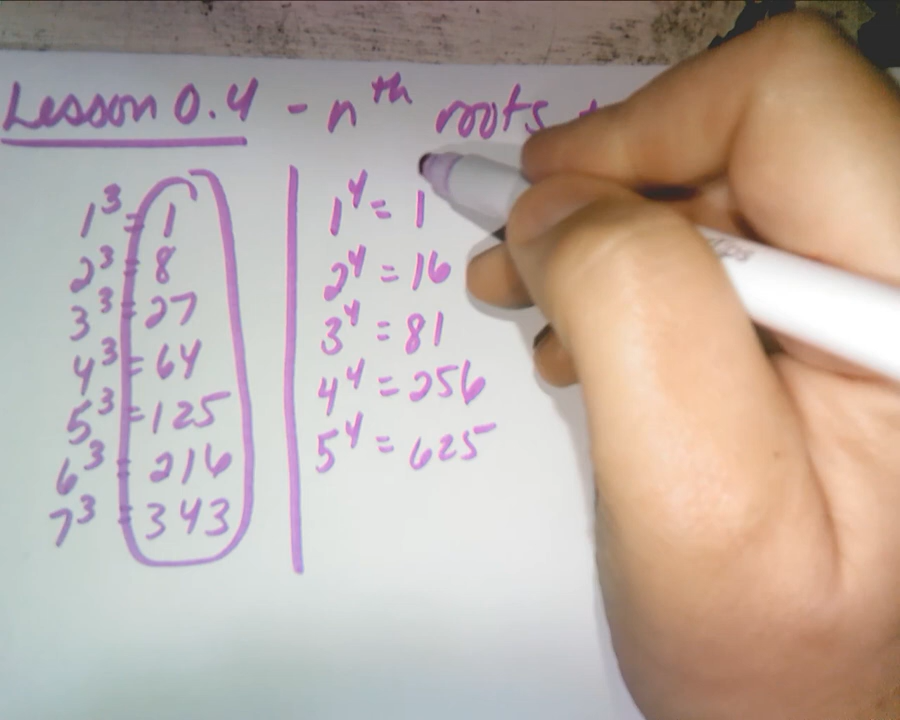 Lesson 0.4 - nth roots
1³ = 1
2³ = 8
3³ = 27
4³ = 64
5³ = 125
6³ = 216
7³ = 343
1⁴ = 1
2⁴ = 16
3⁴ = 81
4⁴ = 256
5⁴ = 625